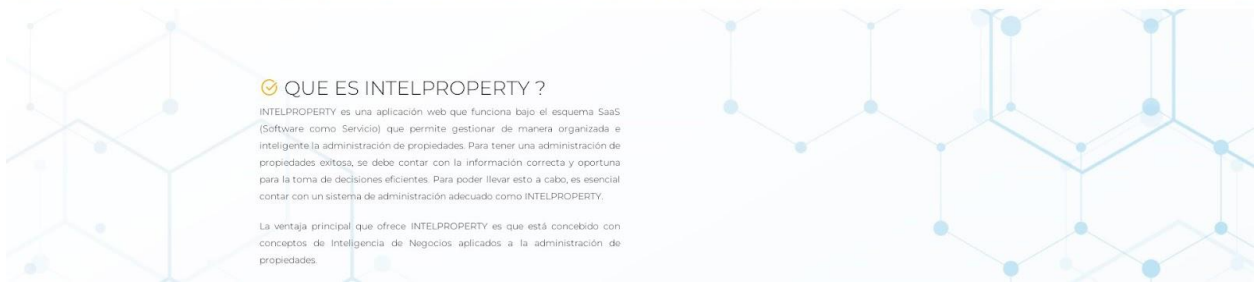 QUE ES INTELPROPERTY ?
INTELPROPERTY es una aplicación web que funciona bajo el esquema SaaS
(Software como Servicio) que permite gestionar de manera organizada e
inteligente la administración de propiedades. Para tener una administración de
propiedades exitosa, se debe contar con la información correcta y oportuna
para la toma de decisiones eficientes. Para poder llevar esto a cabo, es esencial
contar con un sistema de administración adecuado como INTELPROPERTY.
La ventaja principal que ofrece INTELPROPERTY es que está concebido con
conceptos de Inteligencia de Negocios aplicados a la administración de
propiedades.